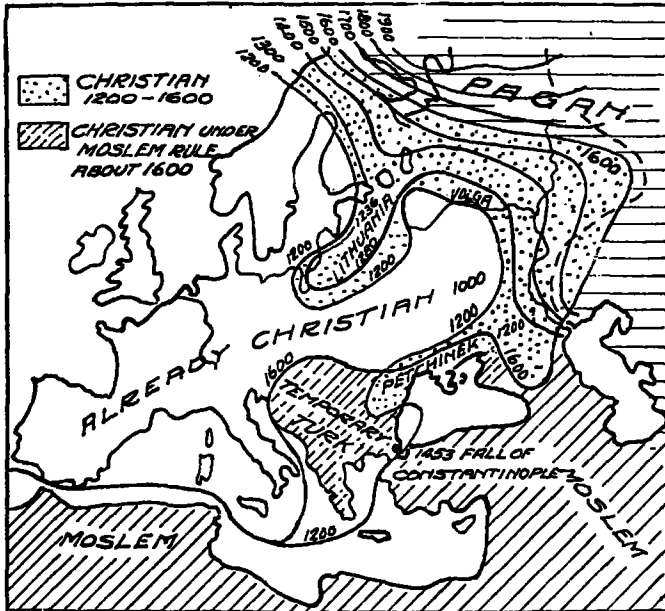 CHRISTIAN
1200-1600
CHRISTIAN UNDER
MOSLEM RULE
ABOUT 1600
1200
1300
1600
1700
1800
1900
PAGAN
1600
VOLGA
1236
LITHUANIA
1280
1200
1200
1000
1200
1200
1600
ALREADY CHRISTIAN
1600
PETCHINEK
TEMPORARY
TURK
1453 FALL OF
CONSTANTINOPLE
MOSLEM
1200
MOSLEM